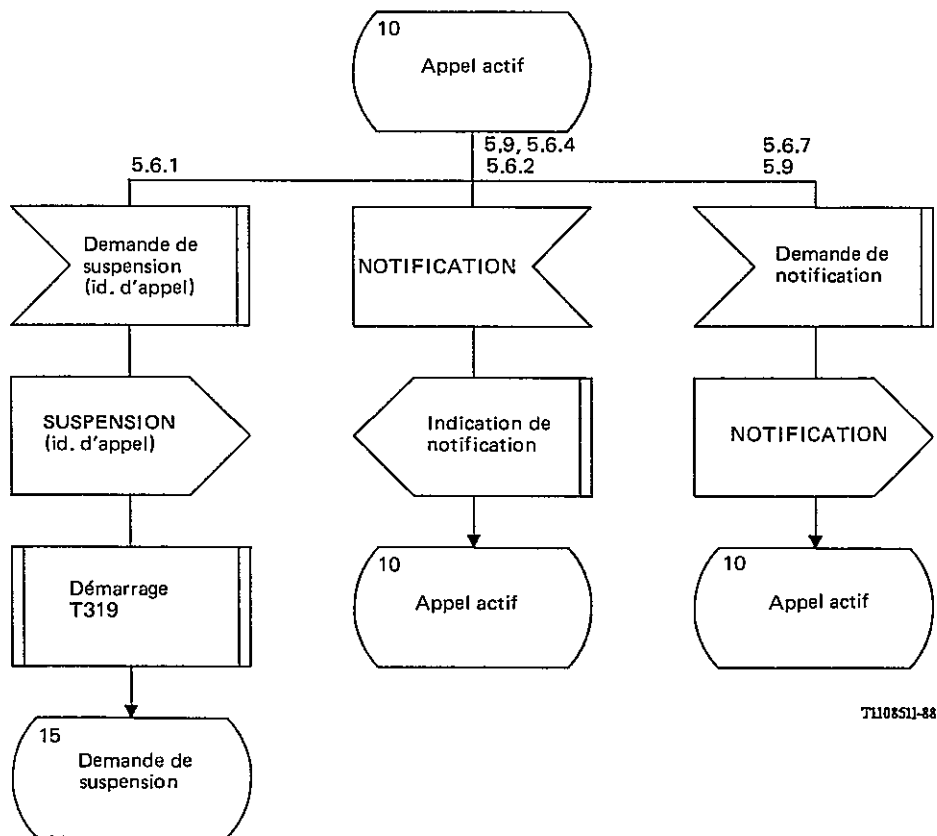 10
Appel actif
5.6.1
5.9, 5.6.4
5.6.2
5.6.7
5.9
Demande de
suspension
(id. d'appel)
NOTIFICATION
Demande de
notification
SUSPENSION
(id. d'appel)
Indication de
notification
NOTIFICATION
Démarrage
T319
10
Appel actif
10
Appel actif
T1108511-88
15
Demande de
suspension